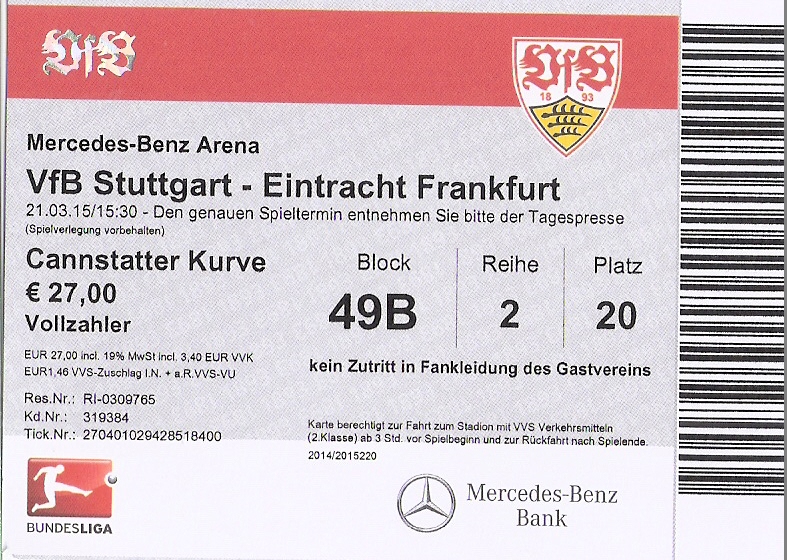 VfB
VfB
18 93
Mercedes-Benz Arena
VfB Stuttgart - Eintracht Frankfurt
21.03.15/15:30 - Den genauen Spieltermin entnehmen Sie bitte der Tagespresse
(Spielverlegung vorbehalten)
Cannstatter Kurve
€ 27,00
Vollzahler
Block Reihe Platz
49B 2 20
EUR 27,00 incl. 19% MwSt incl. 3,40 EUR VVK
EUR1,46 VVS-Zuschlag I.N. + a.R.VVS-VU
kein Zutritt in Fankleidung des Gastvereins
Res.Nr.: RI-0309765
Kd.Nr.: 319384
Tick.Nr.: 270401029428518400
Karte berechtigt zur Fahrt zum Stadion mit VVS Verkehrsmitteln
(2.Klasse) ab 3 Std. vor Spielbeginn und zur Rückfahrt nach Spielende.
2014/2015220
BUNDESLIGA
Mercedes-Benz
Bank